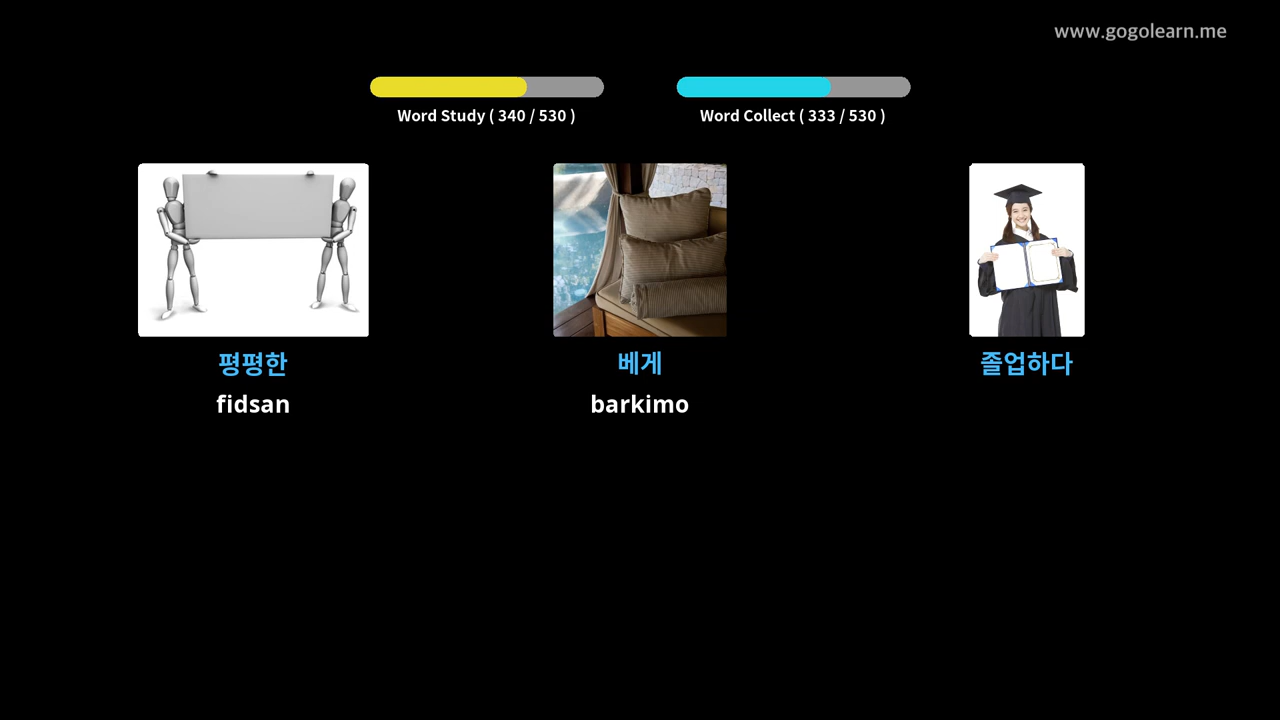 www.gogolearn.me
Word Study ( 340 / 530 )
Word Collect ( 333 / 530 )
평평한
베게
졸업하다
fidsan
barkimo